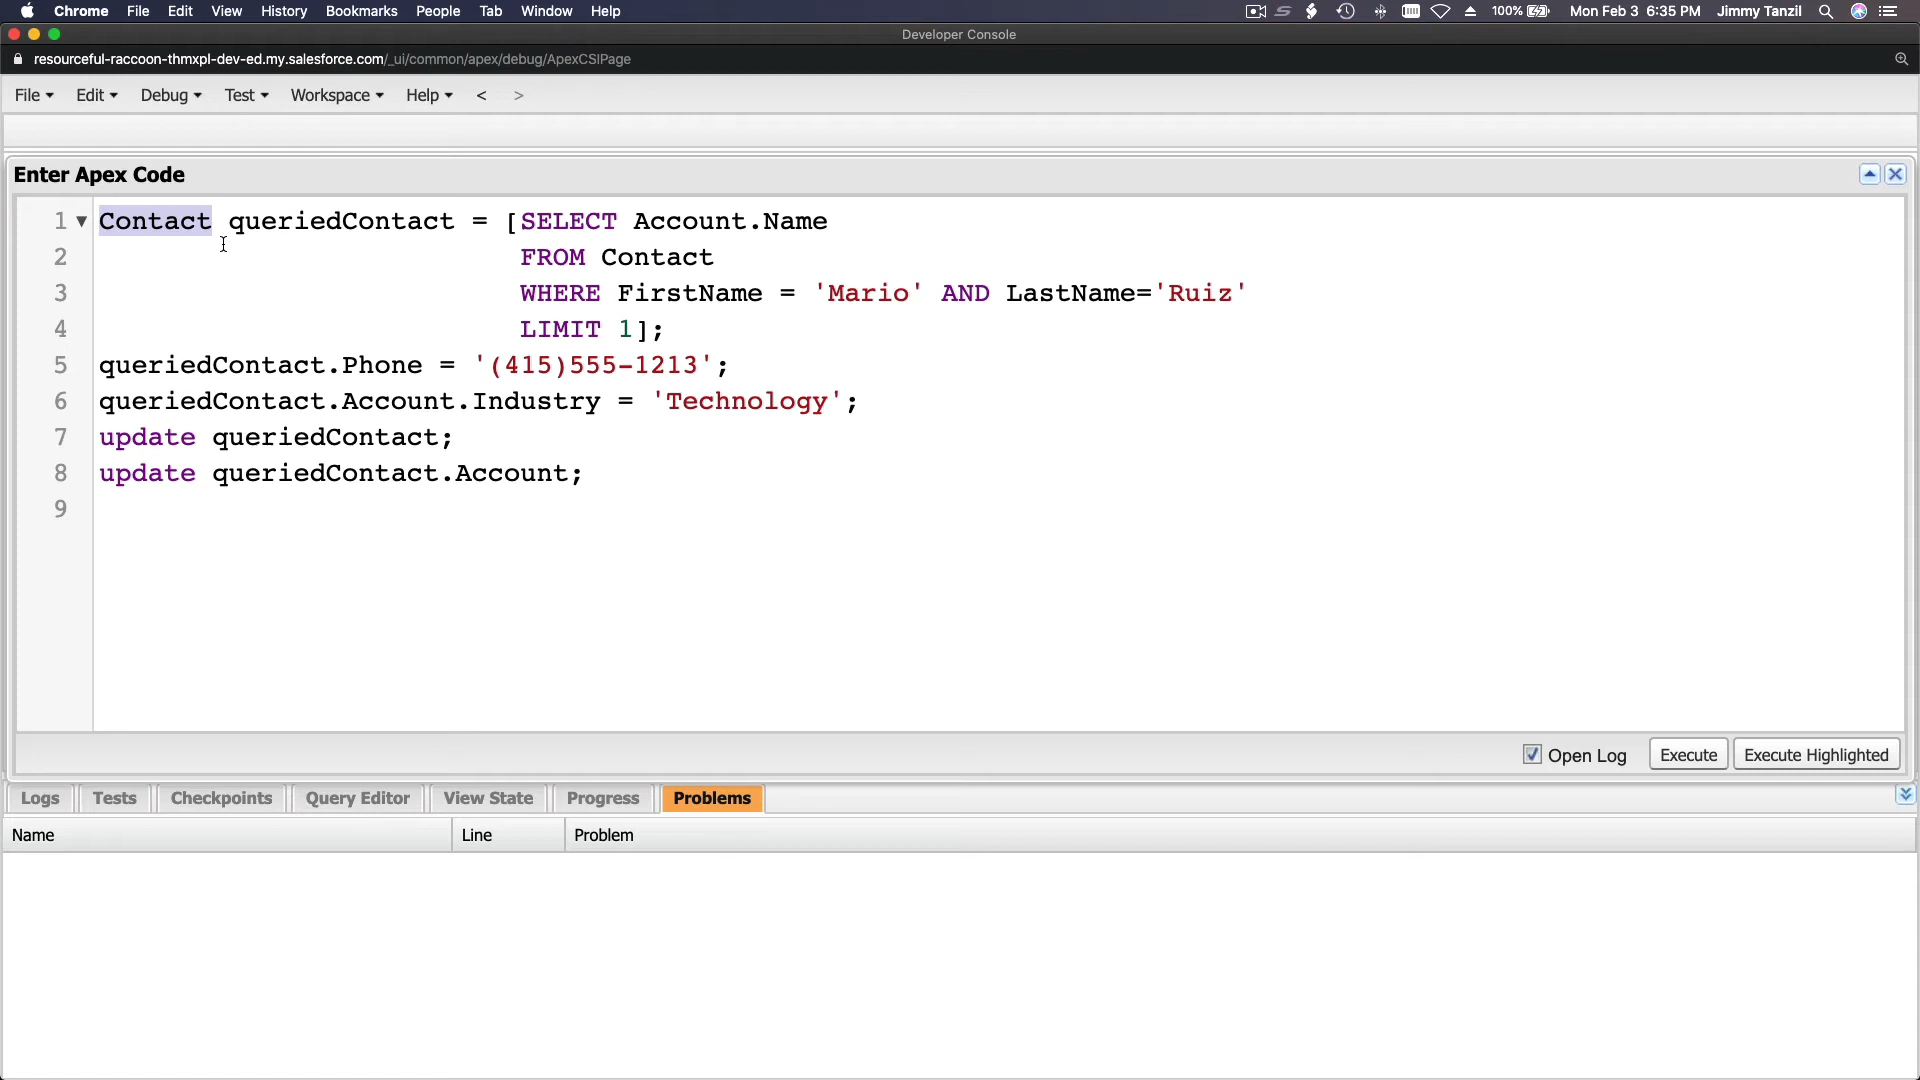 Chrome File Edit View History Bookmarks People Tab Window Help 100% Mon Feb 3 6:35 PM Jimmy Tanzil
Developer Console
resourceful-raccoon-thmxpl-dev-ed.my.salesforce.com/_ui/common/apex/debug/ApexCSIPage
File Edit Debug Test Workspace Help < >
Enter Apex Code
1 Contact queriedContact = [SELECT Account.Name
2 FROM Contact
3 WHERE FirstName = 'Mario' AND LastName='Ruiz'
4 LIMIT 1];
5 queriedContact.Phone = '(415)555-1213';
6 queriedContact.Account.Industry = 'Technology';
7 update queriedContact;
8 update queriedContact.Account;
9
Open Log Execute Execute Highlighted
Logs Tests Checkpoints Query Editor View State Progress Problems
Name Line Problem